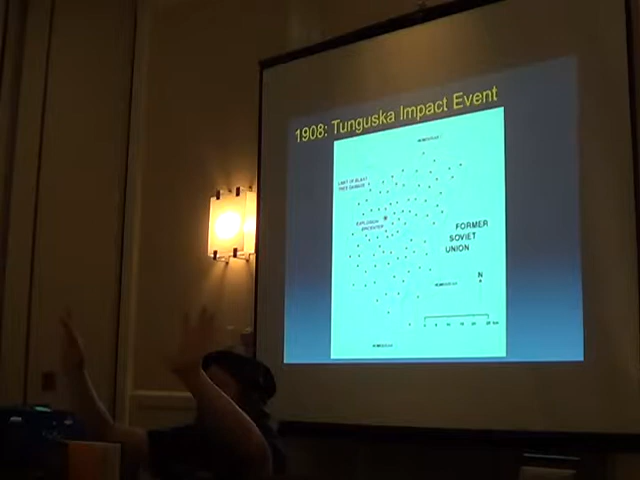 1908: Tunguska Impact Event
LIMIT OF BLAST
TREE DAMAGE
EXPLOSION
EPICENTER
FORMER
SOVIET
UNION
N